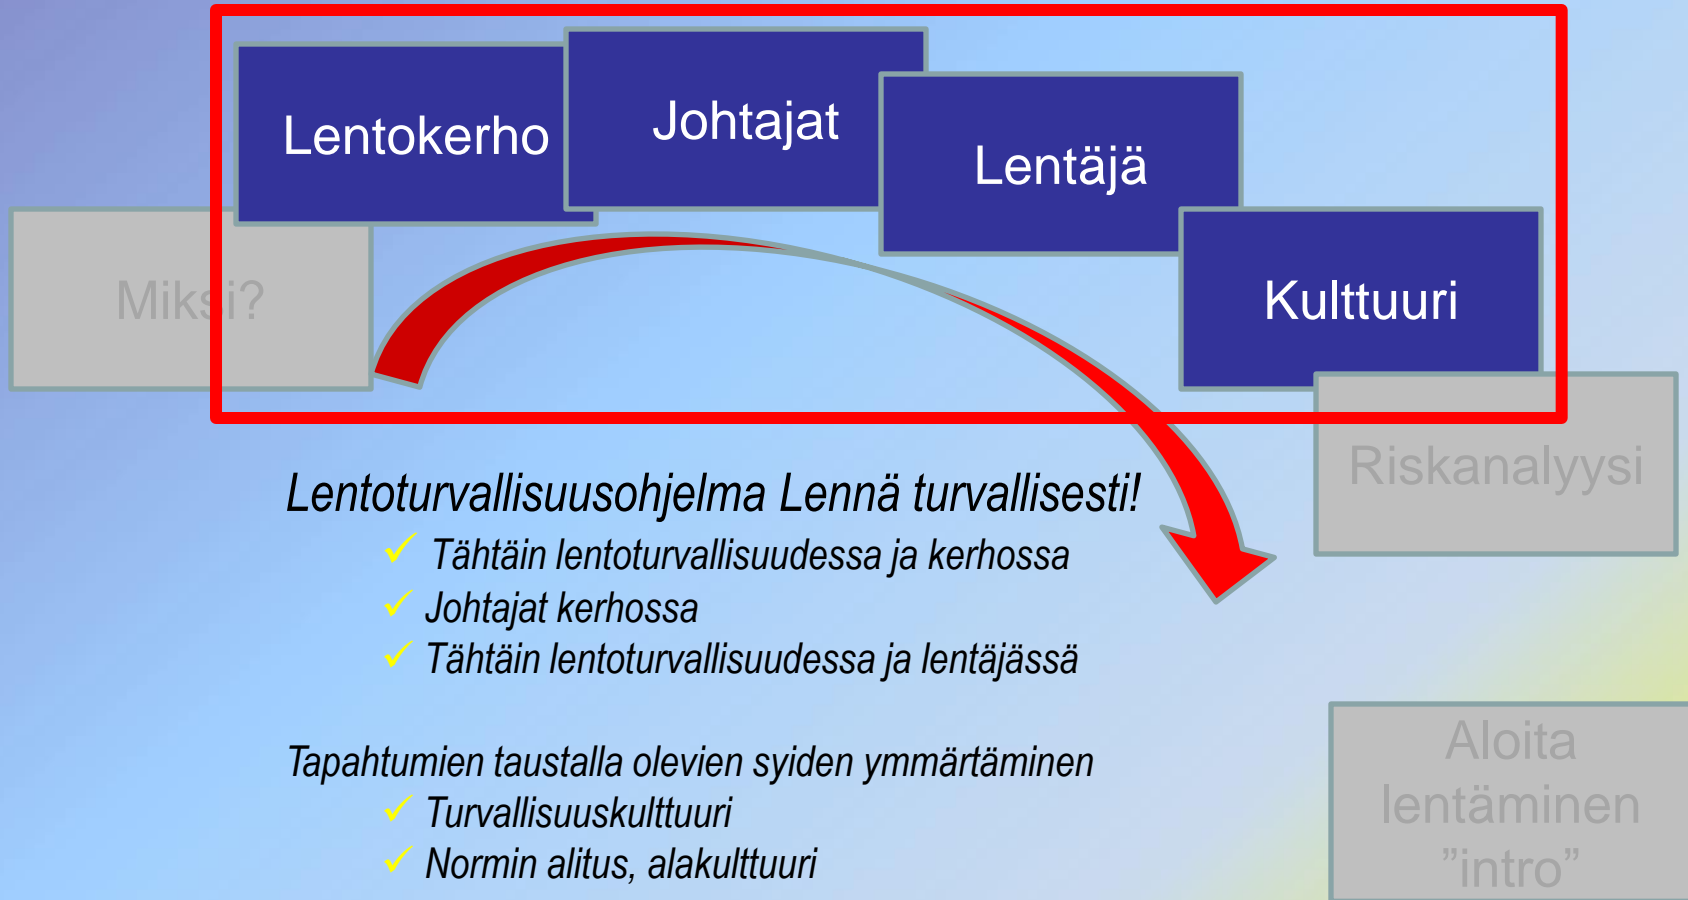 Lentokerho
Johtajat
Lentäjä
Kulttuuri
Miksi?
Riskanalyysi
Lentoturvallisuusohjelma Lennä turvallisesti!
✓ Tähtäin lentoturvallisuudessa ja kerhossa
✓ Johtajat kerhossa
✓ Tähtäin lentoturvallisuudessa ja lentäjässä
Tapahtumien taustalla olevien syiden ymmärtäminen
✓ Turvallisuuskulttuuri
✓ Normin alitus, alakulttuuri
Aloita
lentäminen
”intro”